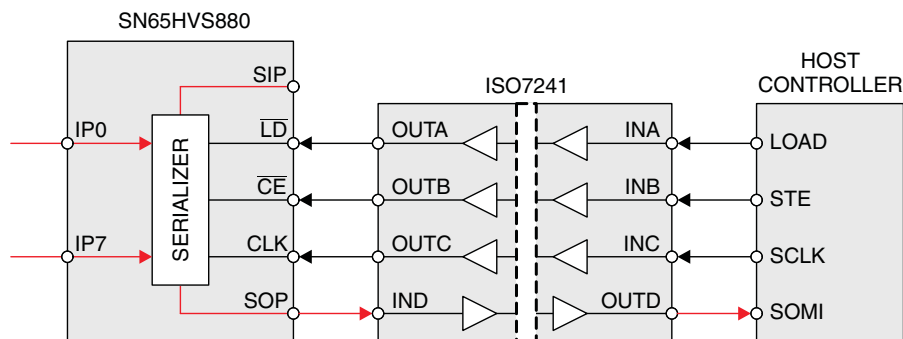 SN65HVS880
SIP
IP0
LD
CE
SERIALIZER
IP7
CLK
SOP
ISO7241
OUTA
INA
OUTB
INB
OUTC
INC
IND
OUTD
HOST
CONTROLLER
LOAD
STE
SCLK
SOMI